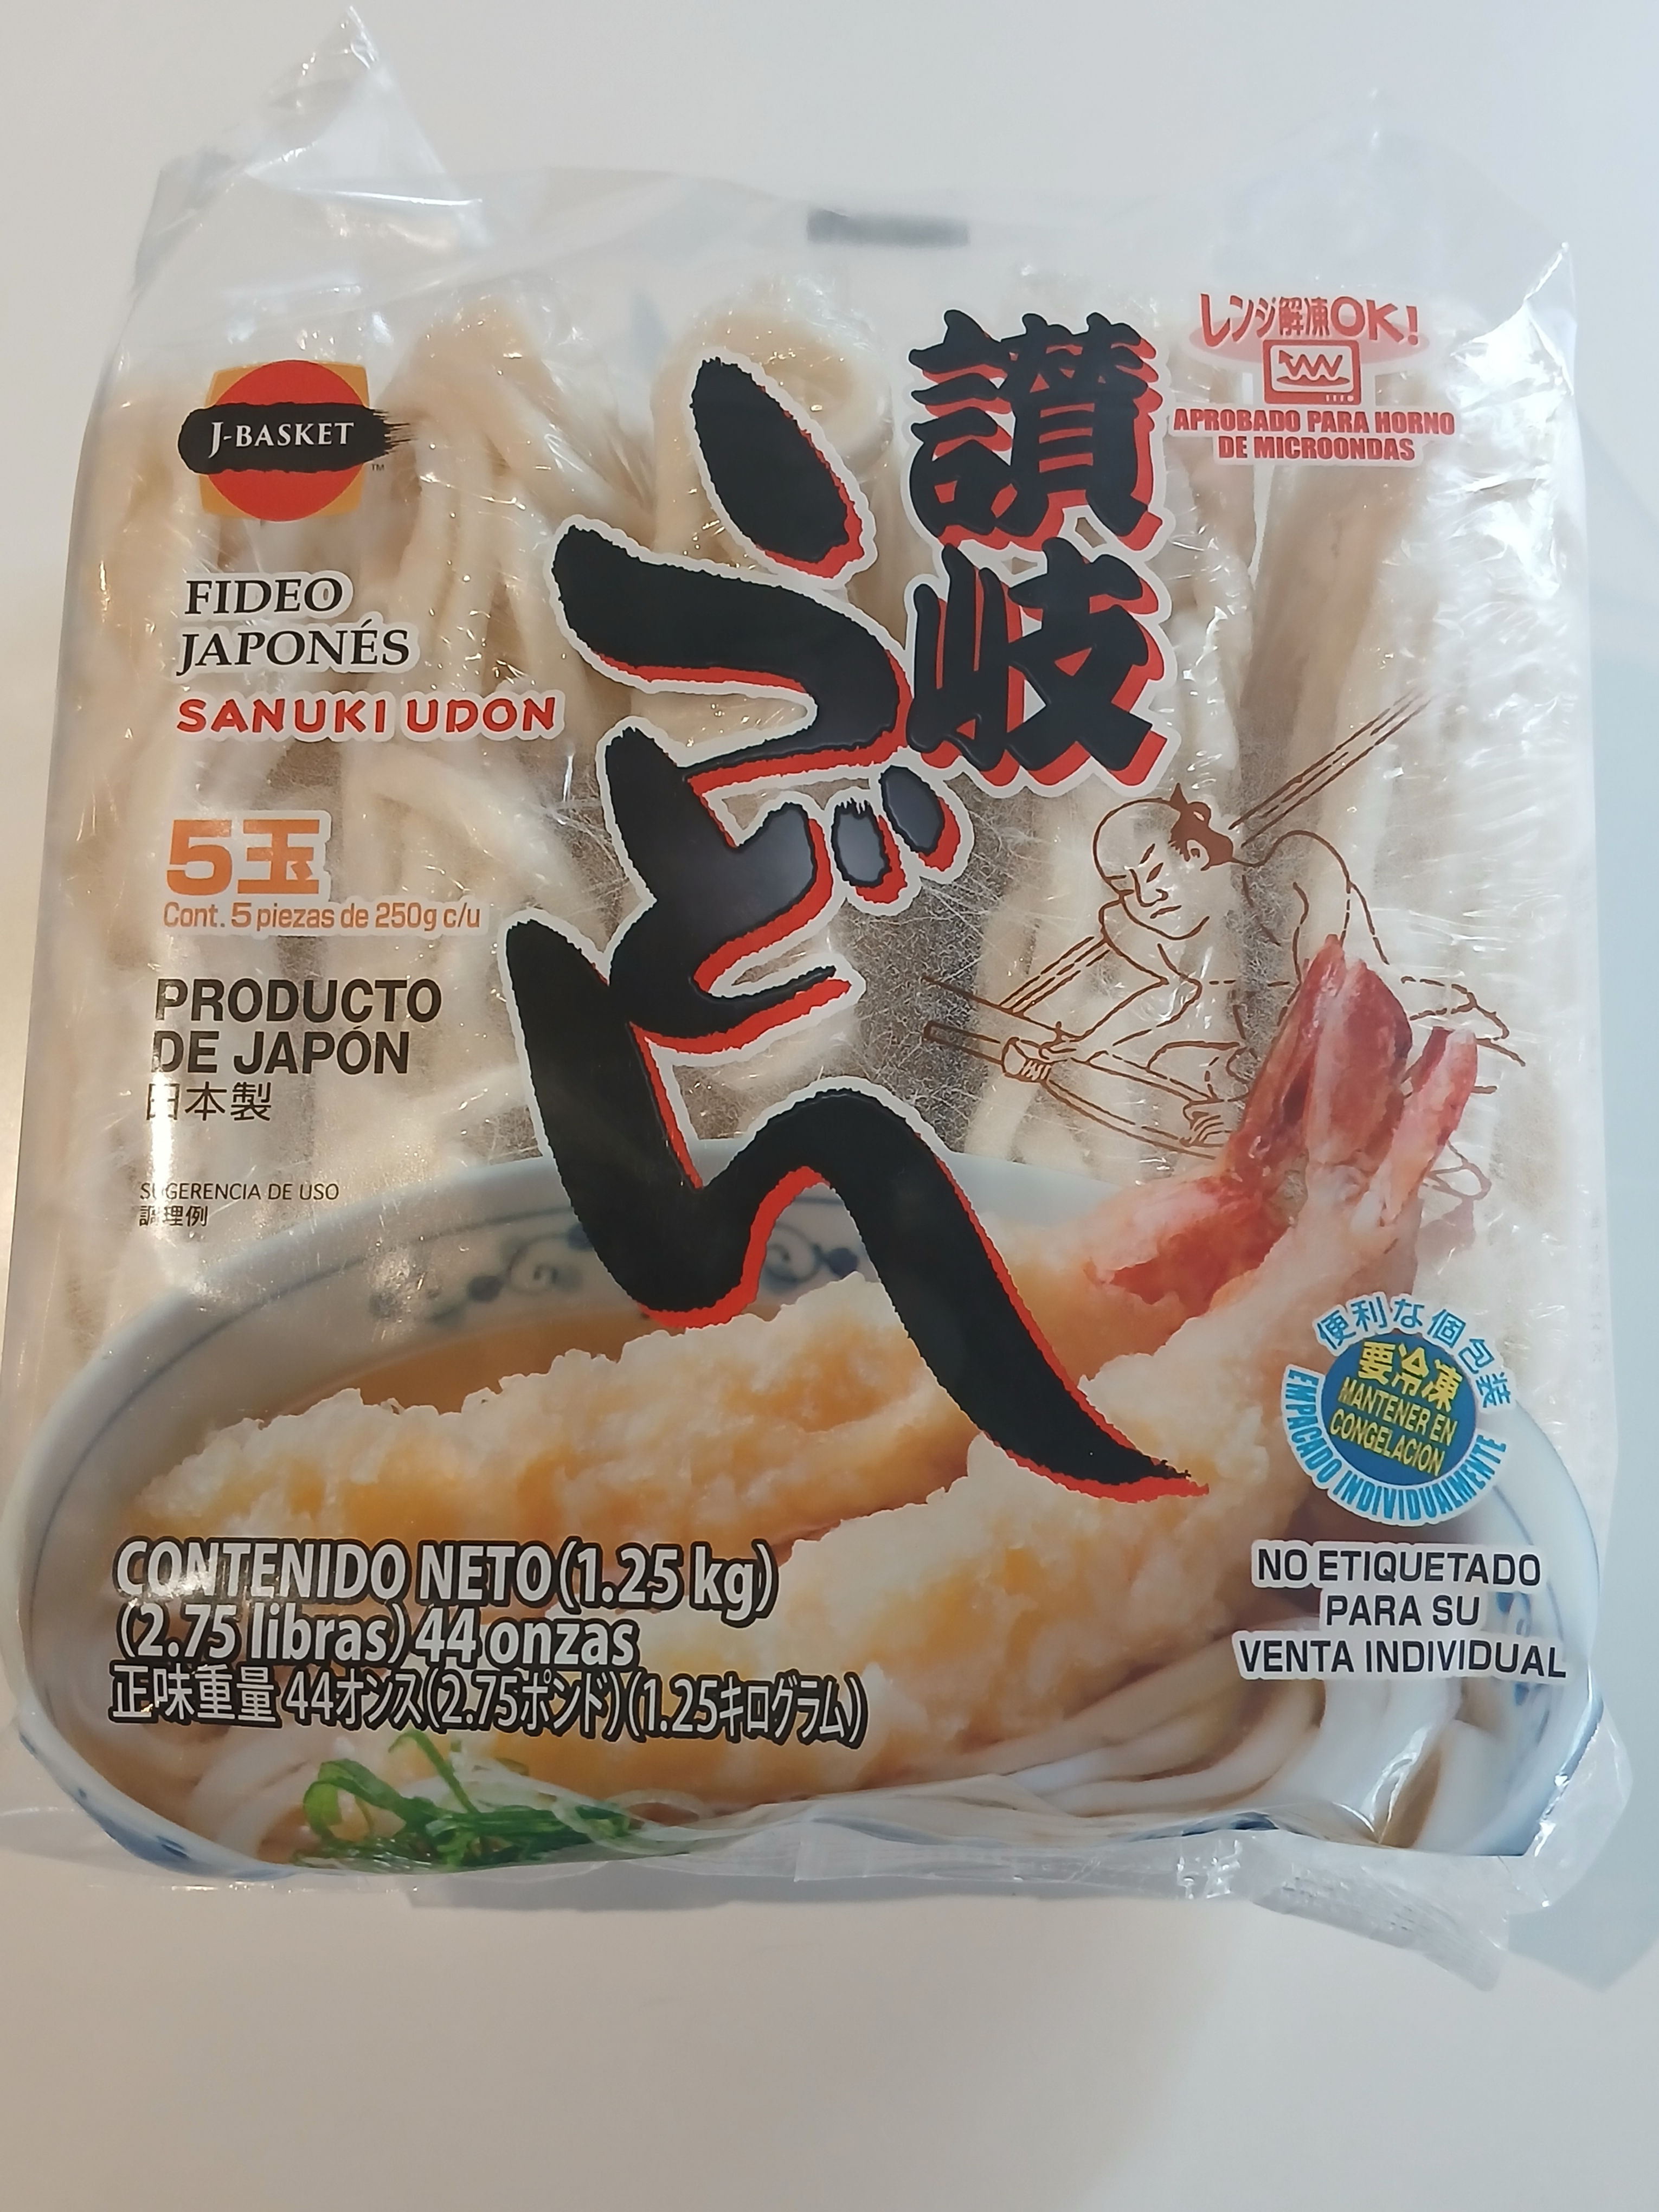 レンジ解凍OK!
APROBADO PARA HORNO
DE MICROONDAS
J-BASKET
TM
讃岐
うどん
FIDEO
JAPONÉS
SANUKI UDON
5玉
Cont. 5 piezas de 250g c/u
PRODUCTO
DE JAPÓN
日本製
SUGERENCIA DE USO
調理例
便利な個包装
要冷凍
MANTENER EN
CONGELACION
EMPACADO INDIVIDUALMENTE
CONTENIDO NETO (1.25 kg)
(2.75 libras) 44 onzas
正味重量 44オンス(2.75ポンド)(1.25キログラム)
NO ETIQUETADO
PARA SU
VENTA INDIVIDUAL